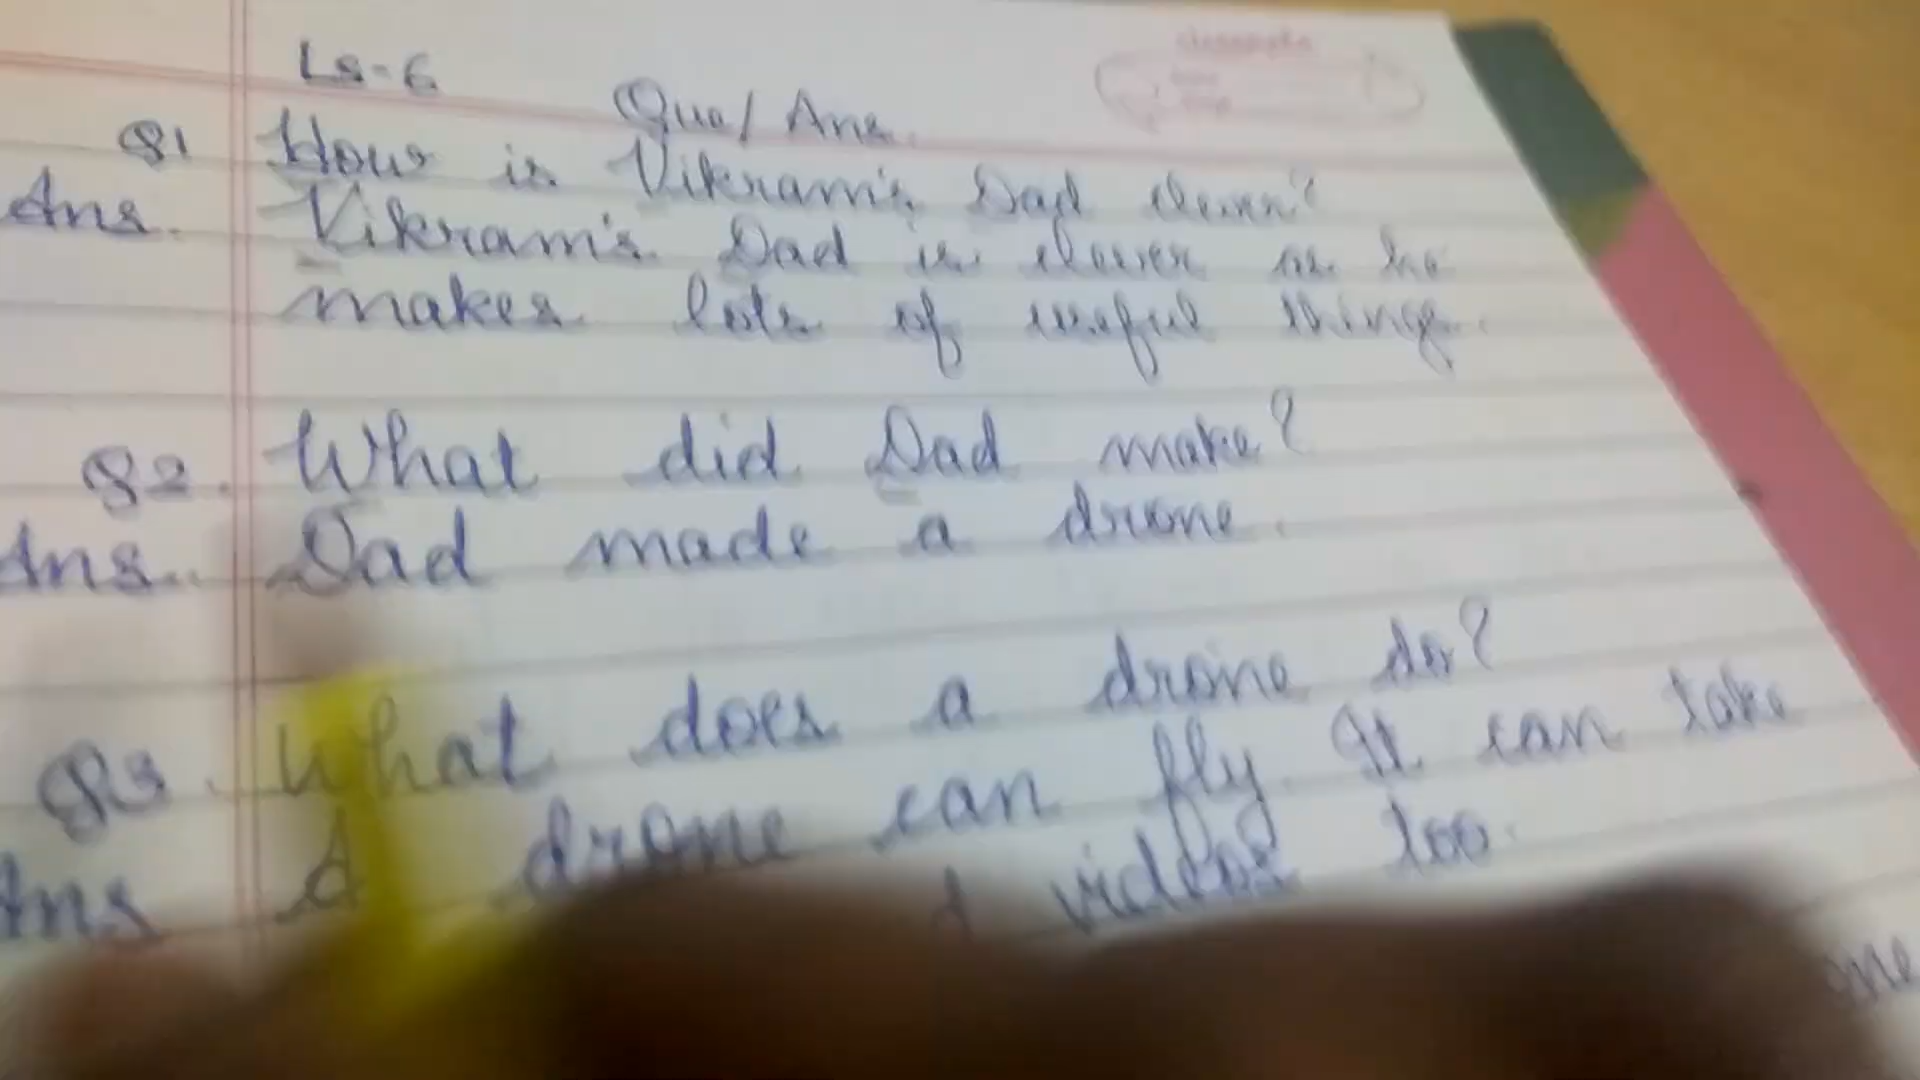 Ls-6
Que/Ans.
Q1 How is Vikram's Dad clever?
Ans. Vikram's Dad is clever as he
makes lots of useful things.
Q2. What did Dad make?
Ans. Dad made a drone.
Q3. What does a drone do?
Ans A drone can fly. It can take
videos too.